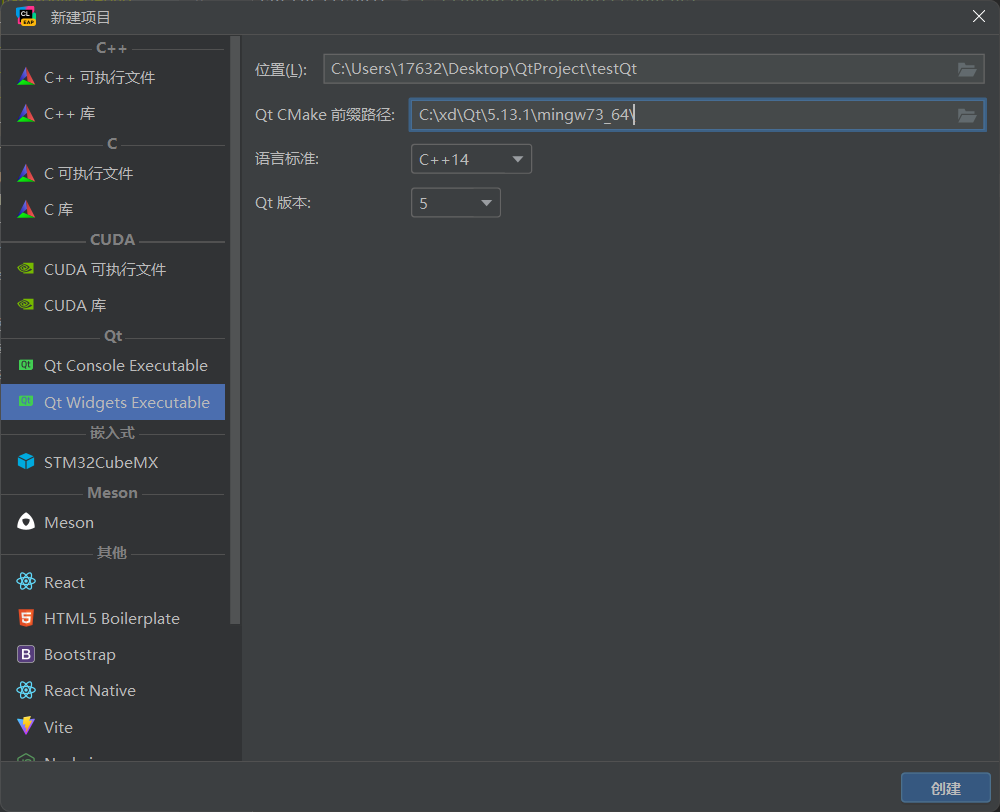 新建项目
C++
C++ 可执行文件
C++ 库
C
C 可执行文件
C 库
CUDA
CUDA 可执行文件
CUDA 库
Qt
Qt Console Executable
Qt Widgets Executable
嵌入式
STM32CubeMX
Meson
Meson
其他
React
HTML5 Boilerplate
Bootstrap
React Native
Vite
位置(L): C:\Users\17632\Desktop\QtProject\testQt
Qt CMake 前缀路径: C:\xd\Qt\5.13.1\mingw73_64\
语言标准: C++14
Qt 版本: 5
创建